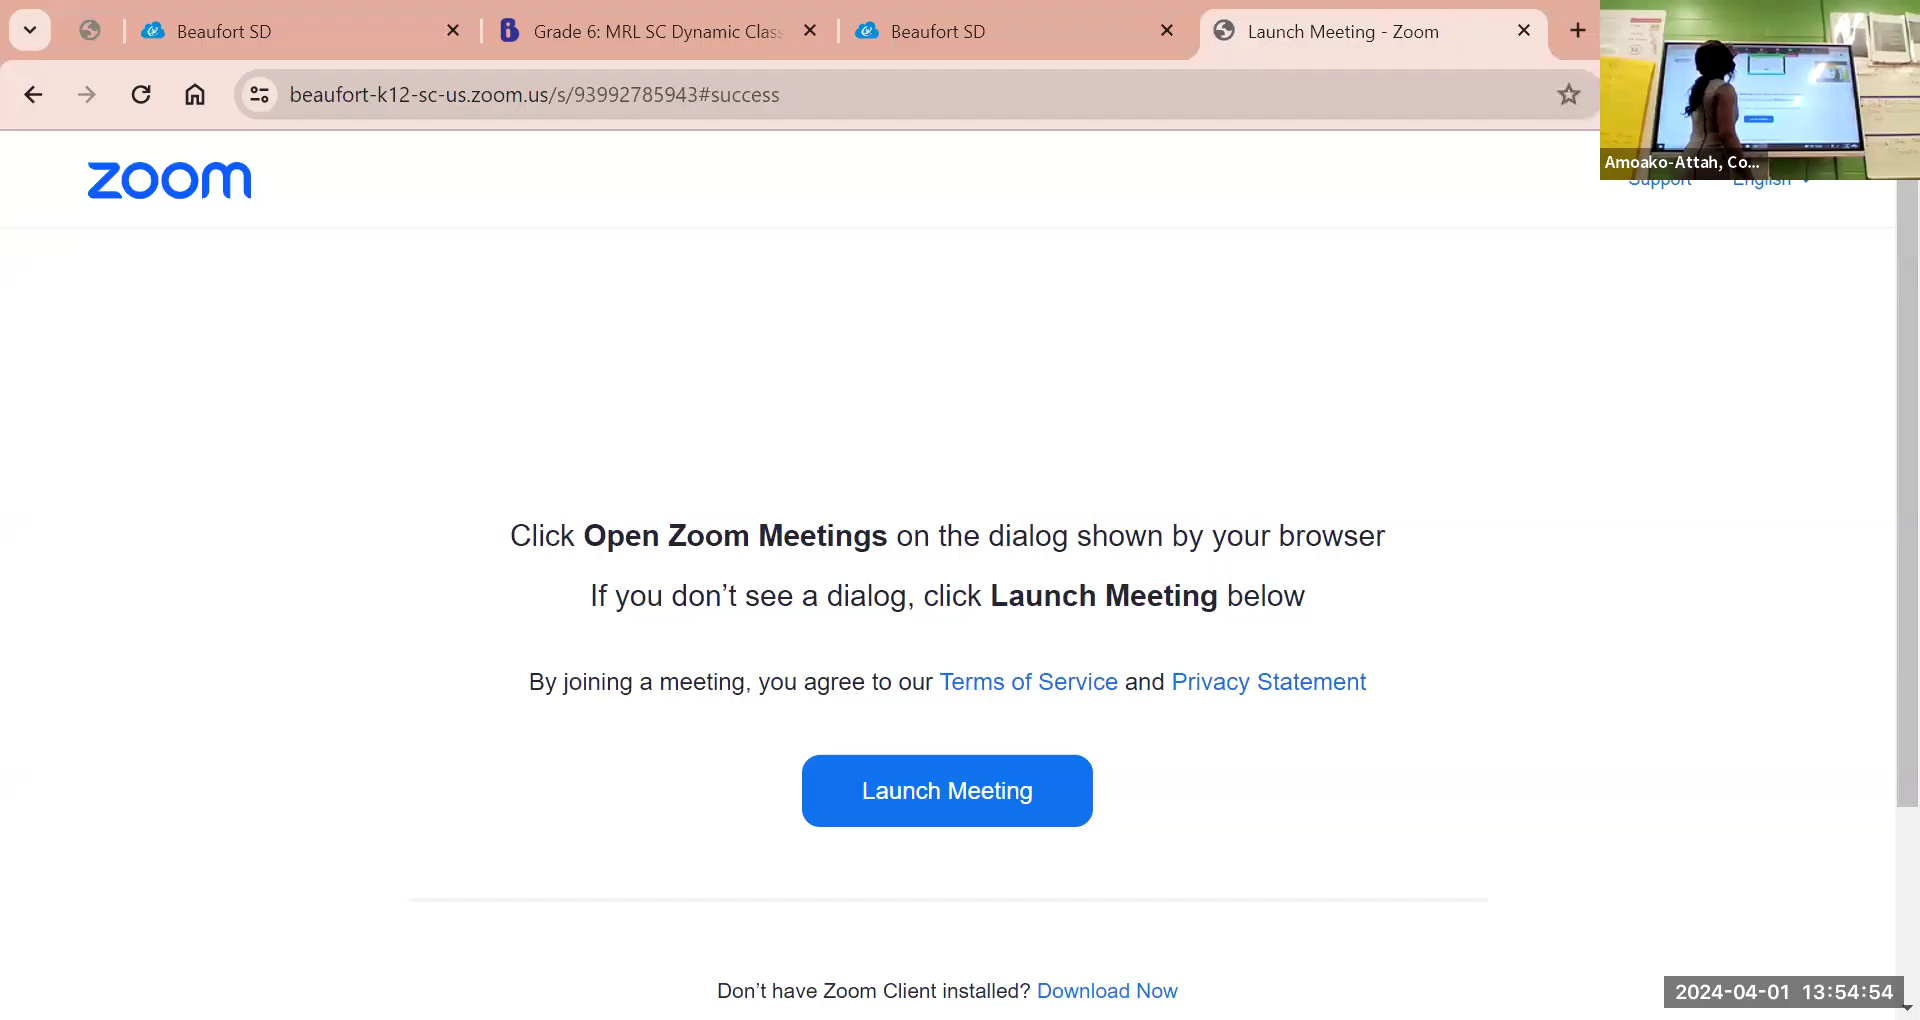 Beaufort SD
Grade 6: MRL SC Dynamic Clas
Beaufort SD
Launch Meeting - Zoom
beaufort-k12-sc-us.zoom.us/s/93992785943#success
Amoako-Attah, Co...
zoom
Support
English
Click Open Zoom Meetings on the dialog shown by your browser
If you don’t see a dialog, click Launch Meeting below
By joining a meeting, you agree to our Terms of Service and Privacy Statement
Launch Meeting
Don’t have Zoom Client installed? Download Now
2024-04-01 13:54:54